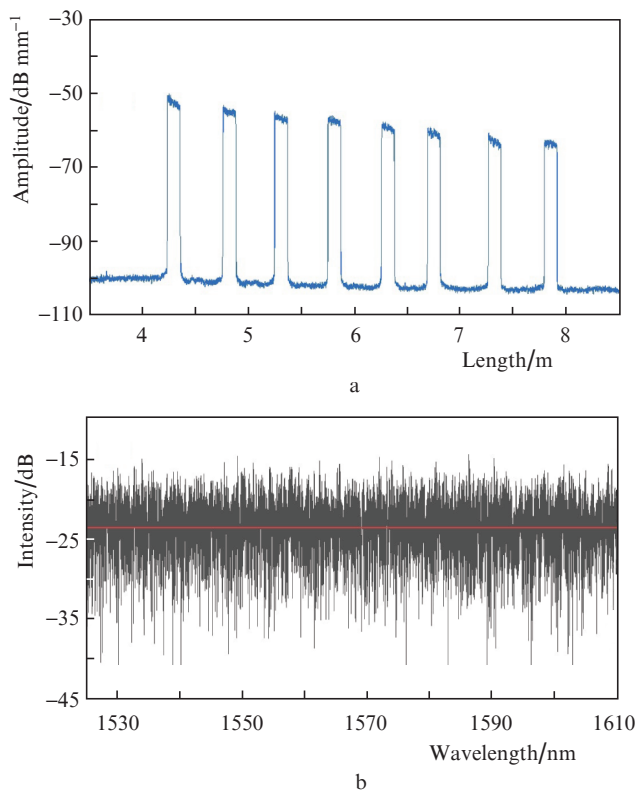 −30
−50
−70
−90
−110
Amplitude/dB mm⁻¹
4 5 6 7 8
Length/m
a
−15
−25
−35
−45
Intensity/dB
1530 1550 1570 1590 1610
Wavelength/nm
b